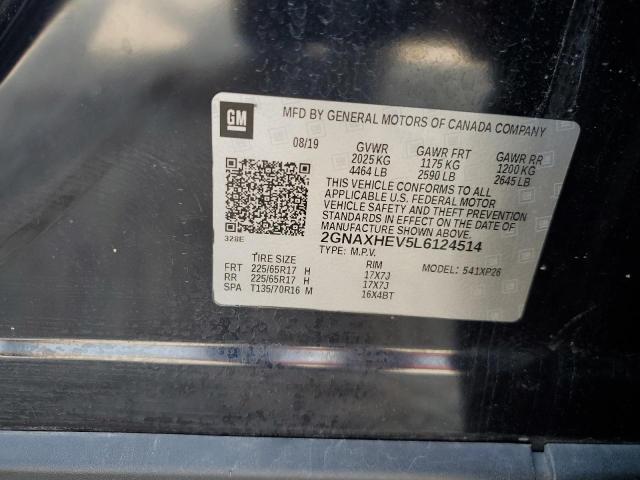 GM
MFD BY GENERAL MOTORS OF CANADA COMPANY
08/19 GVWR GAWR FRT GAWR RR
2025 KG 1175 KG 1200 KG
4464 LB 2590 LB 2645 LB
THIS VEHICLE CONFORMS TO ALL
APPLICABLE U.S. FEDERAL MOTOR
VEHICLE SAFETY, AND THEFT PREVENTION
STANDARDS IN EFFECT ON THE DATE OF
MANUFACTURE SHOWN ABOVE.
328E 2GNAXHEV5L6124514
TYPE: M.P.V.
TIRE SIZE RIM MODEL: 541XP26
FRT 225/65R17 H 17X7J
RR 225/65R17 H 17X7J
SPA T135/70R16 M 16X4BT